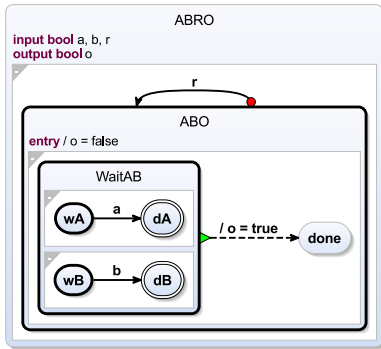 ABRO
input bool a, b, r
output bool o
r
ABO
entry / o = false
WaitAB
wA a dA
/ o = true
done
wB b dB